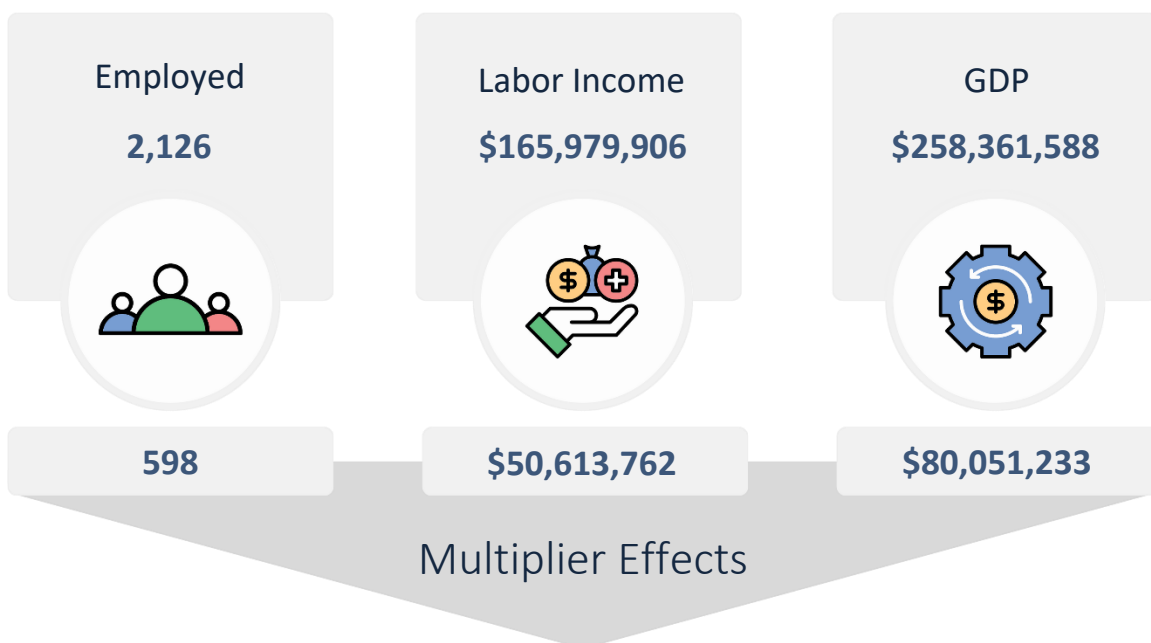 Employed
2,126
Labor Income
$165,979,906
GDP
$258,361,588
$
$
598
$50,613,762
$80,051,233
Multiplier Effects